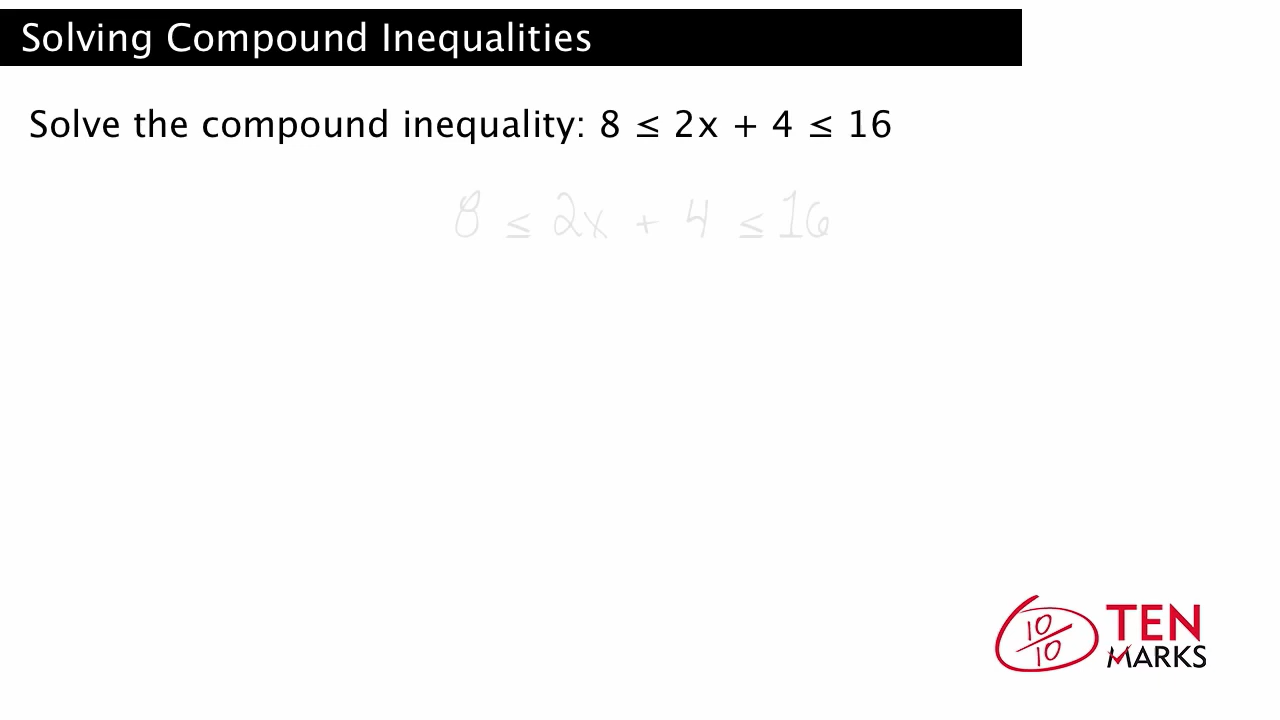 Solving Compound Inequalities
Solve the compound inequality: 8 ≤ 2x + 4 ≤ 16
8 ≤ 2x + 4 ≤ 16
10/10
TEN
MARKS